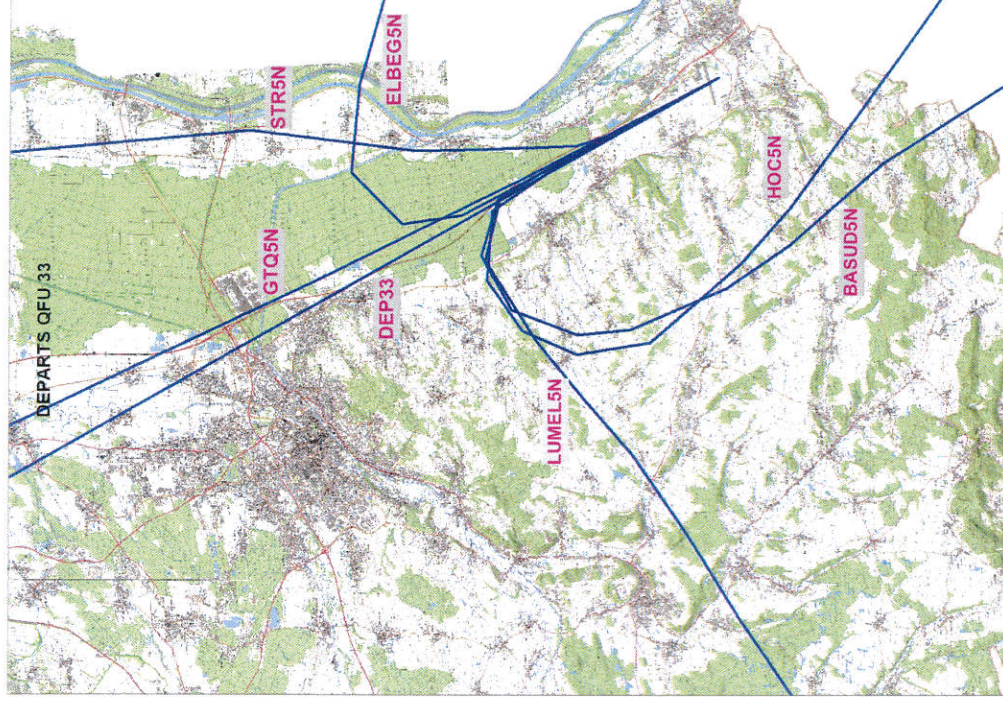 DEPARTS QFU 33
STR5N
ELBEG5N
GTQ5N
DEP33
HOC5N
BASUD5N
LUMEL5N